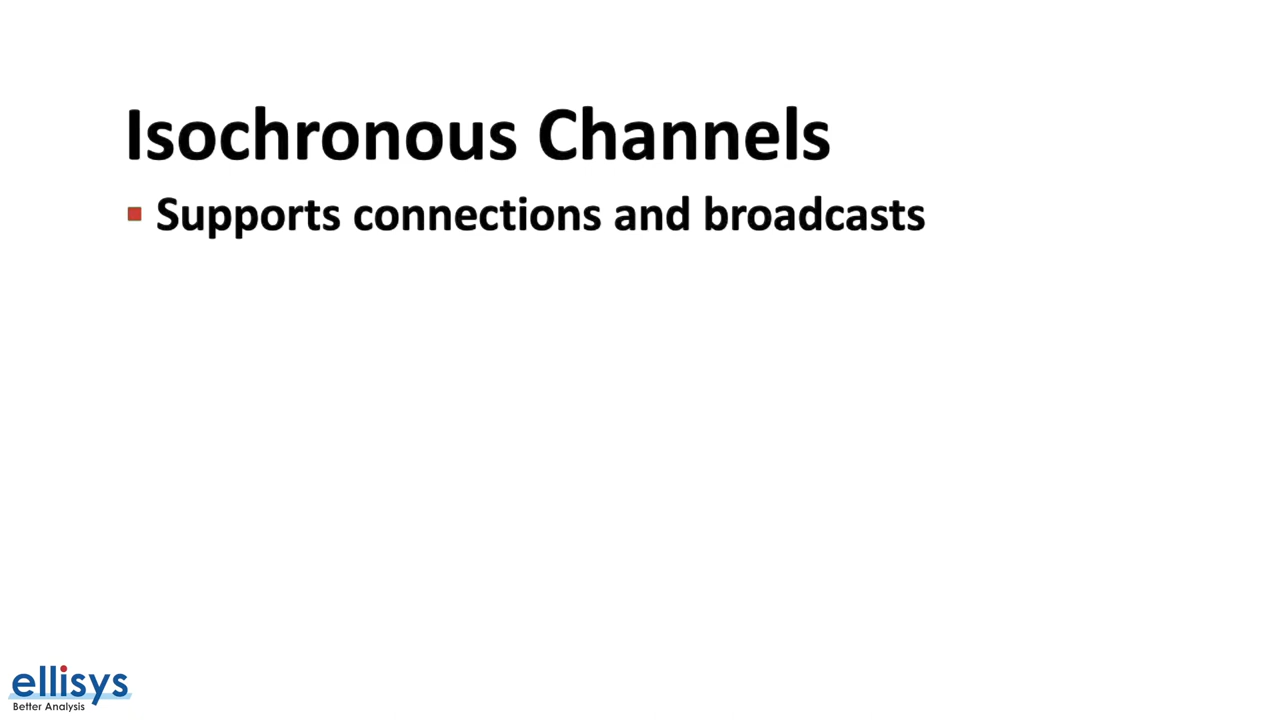 Isochronous Channels
Supports connections and broadcasts
ellisys
Better Analysis